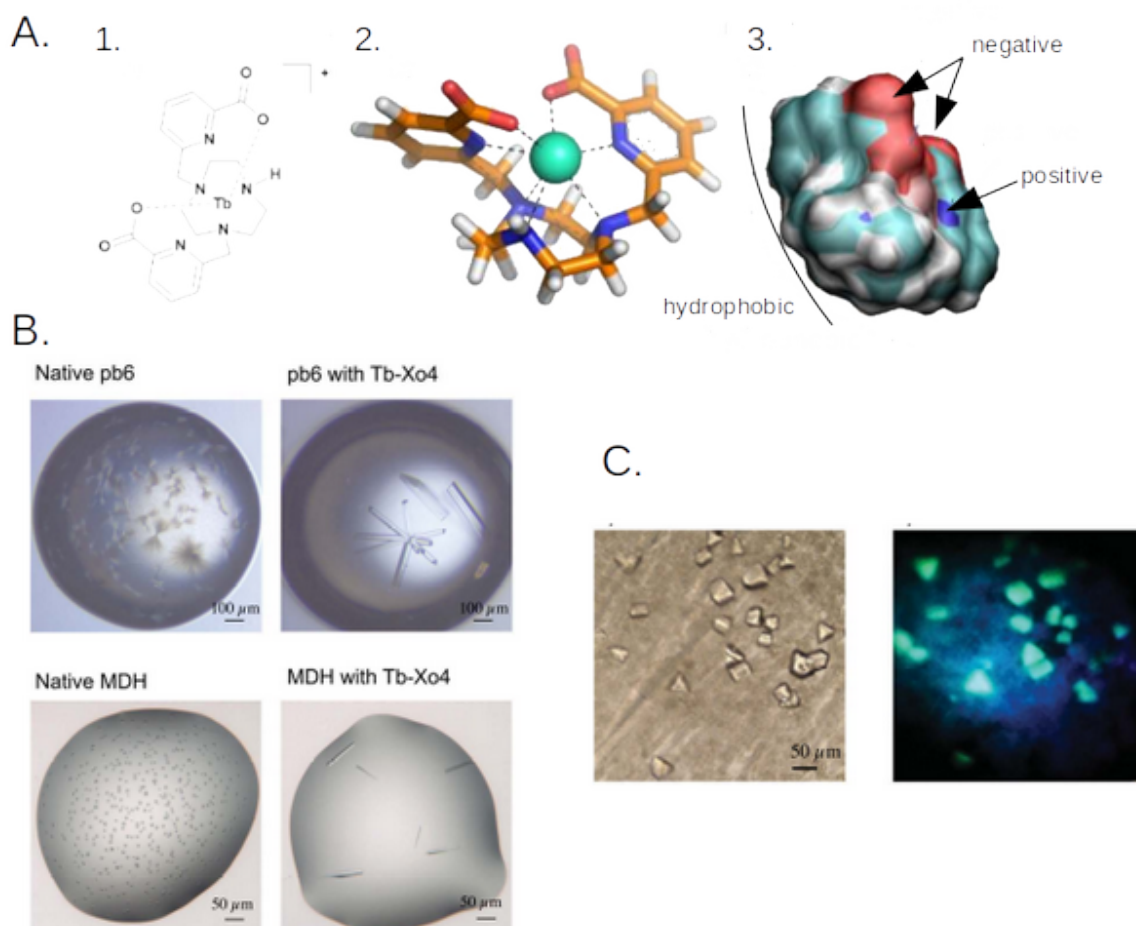 A.
1.
2.
3.
negative
positive
hydrophobic
O
O
N
N
N
H
Tb
O
O
N
N
+
B.
Native pb6
pb6 with Tb-Xo4
100 µm
100 µm
C.
Native MDH
MDH with Tb-Xo4
50 µm
50 µm
50 µm